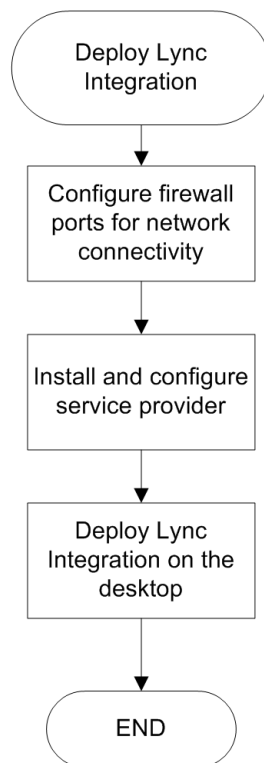 Deploy Lync
Integration
Configure firewall
ports for network
connectivity
Install and configure
service provider
Deploy Lync
Integration on the
desktop
END